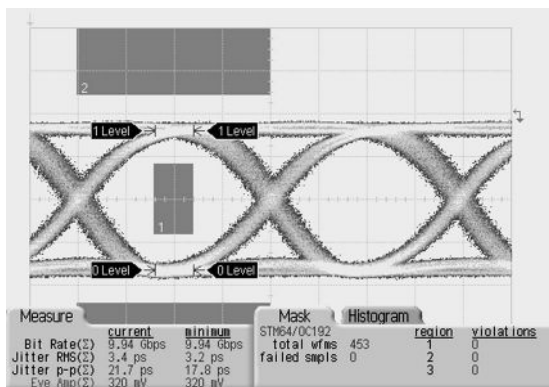 2
1 Level 1 Level
1
0 Level 0 Level
Measure Mask Histogram
current minimum
Bit Rate(Σ) 9.94 Gbps 9.94 Gbps
Jitter RMS(Σ) 3.4 ps 3.2 ps
Jitter p-p(Σ) 21.7 ps 17.8 ps
Eye Amp(Σ) 320 mV 320 mV
STM64/OC192 region violations
total wfms 453 1 0
failed smpls 0 2 0
3 0